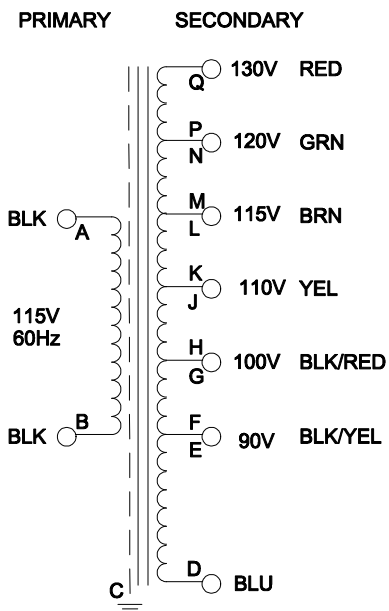 PRIMARY SECONDARY
Q 130V RED
P
N 120V GRN
M
L 115V BRN
BLK A
K
J 110V YEL
115V
60Hz
H
G 100V BLK/RED
BLK B
F
E 90V BLK/YEL
D BLU
C